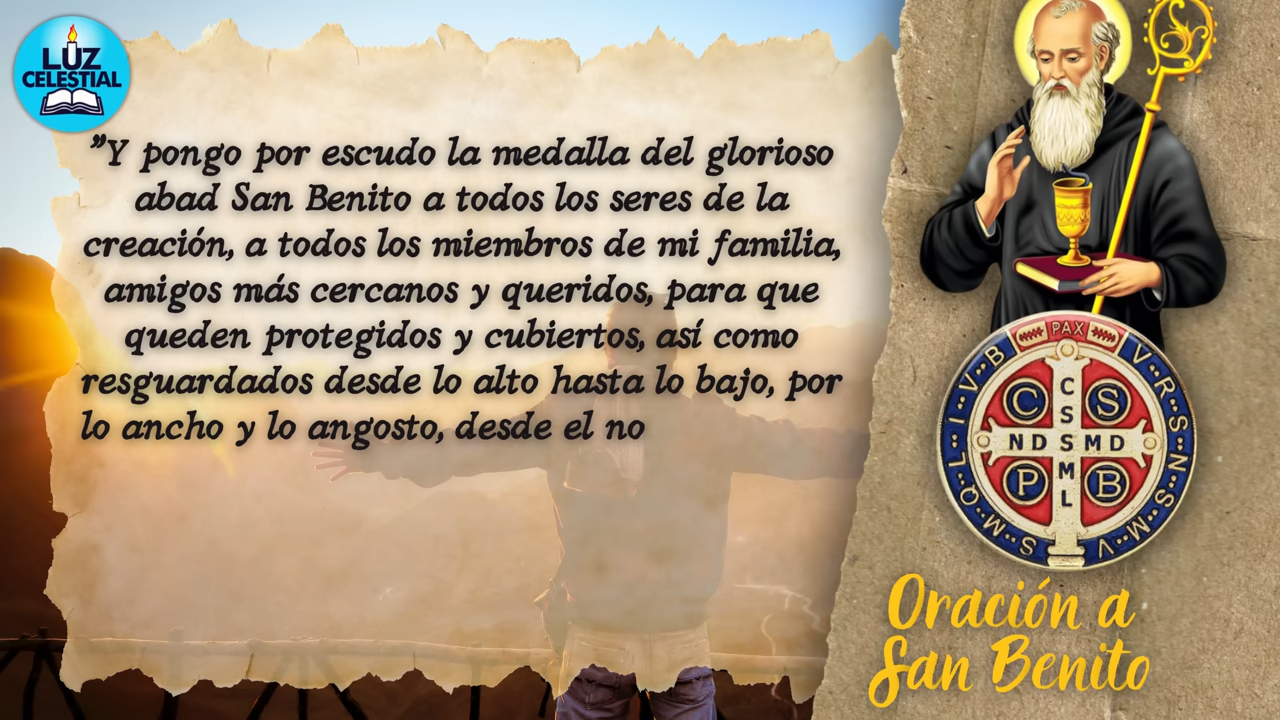 LUZ
CELESTIAL
"Y pongo por escudo la medalla del glorioso
abad San Benito a todos los seres de la
creación, a todos los miembros de mi familia,
amigos más cercanos y queridos, para que
queden protegidos y cubiertos, así como
resguardados desde lo alto hasta lo bajo, por
lo ancho y lo angosto, desde el no
PAX
V·R·S··N··S·M··V
S··M··Q··L··I·V·B
C S
C
S
S
M
L
ND S MD
P B
Oración a
San Benito